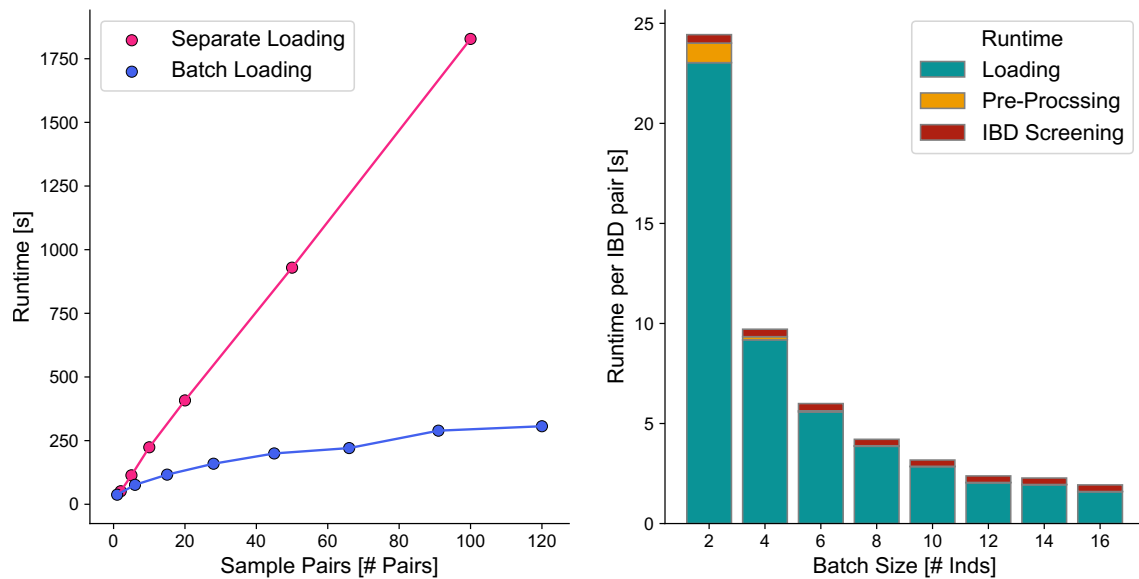 Separate Loading
Batch Loading
Runtime [s]
1750
1500
1250
1000
750
500
250
0
0 20 40 60 80 100 120
Sample Pairs [# Pairs]
Runtime
Loading
Pre-Procssing
IBD Screening
Runtime per IBD pair [s]
25
20
15
10
5
0
2 4 6 8 10 12 14 16
Batch Size [# Inds]